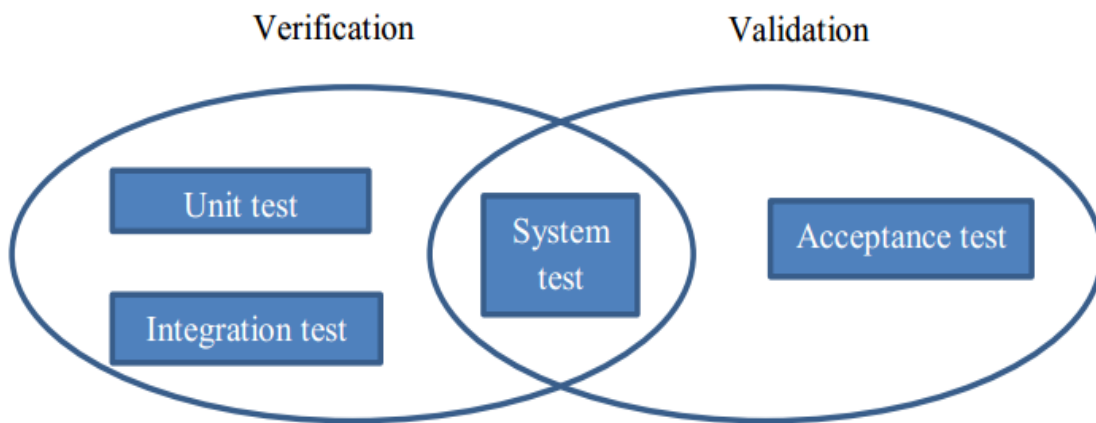 Verification
Validation
Unit test
Integration test
System
test
Acceptance test